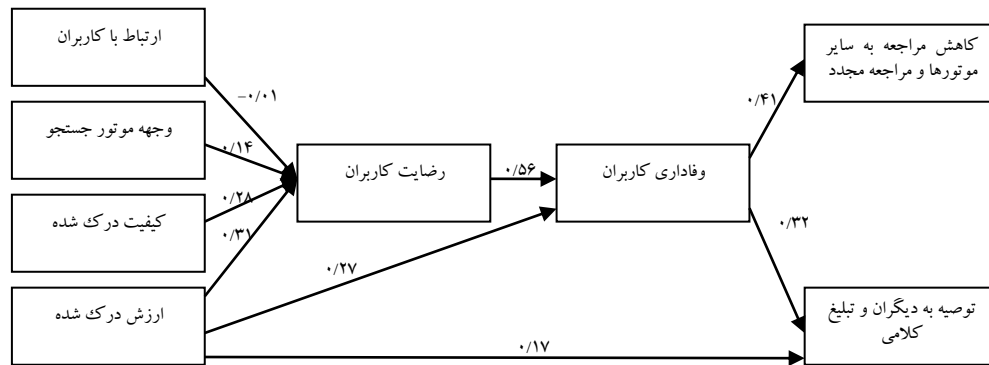 ارتباط با کاربران
کاهش مراجعه به سایر
موتورها و مراجعه مجدد
-۰/۰۱
۰/۴۱
وجهه موتور جستجو
۰/۱۴
رضایت کاربران
۰/۵۶
وفاداری کاربران
کیفیت درک شده
۰/۲۸
۰/۳۱
۰/۲۷
۰/۳۲
ارزش درک شده
توصیه به دیگران و تبلیغ
کلامی
۰/۱۷